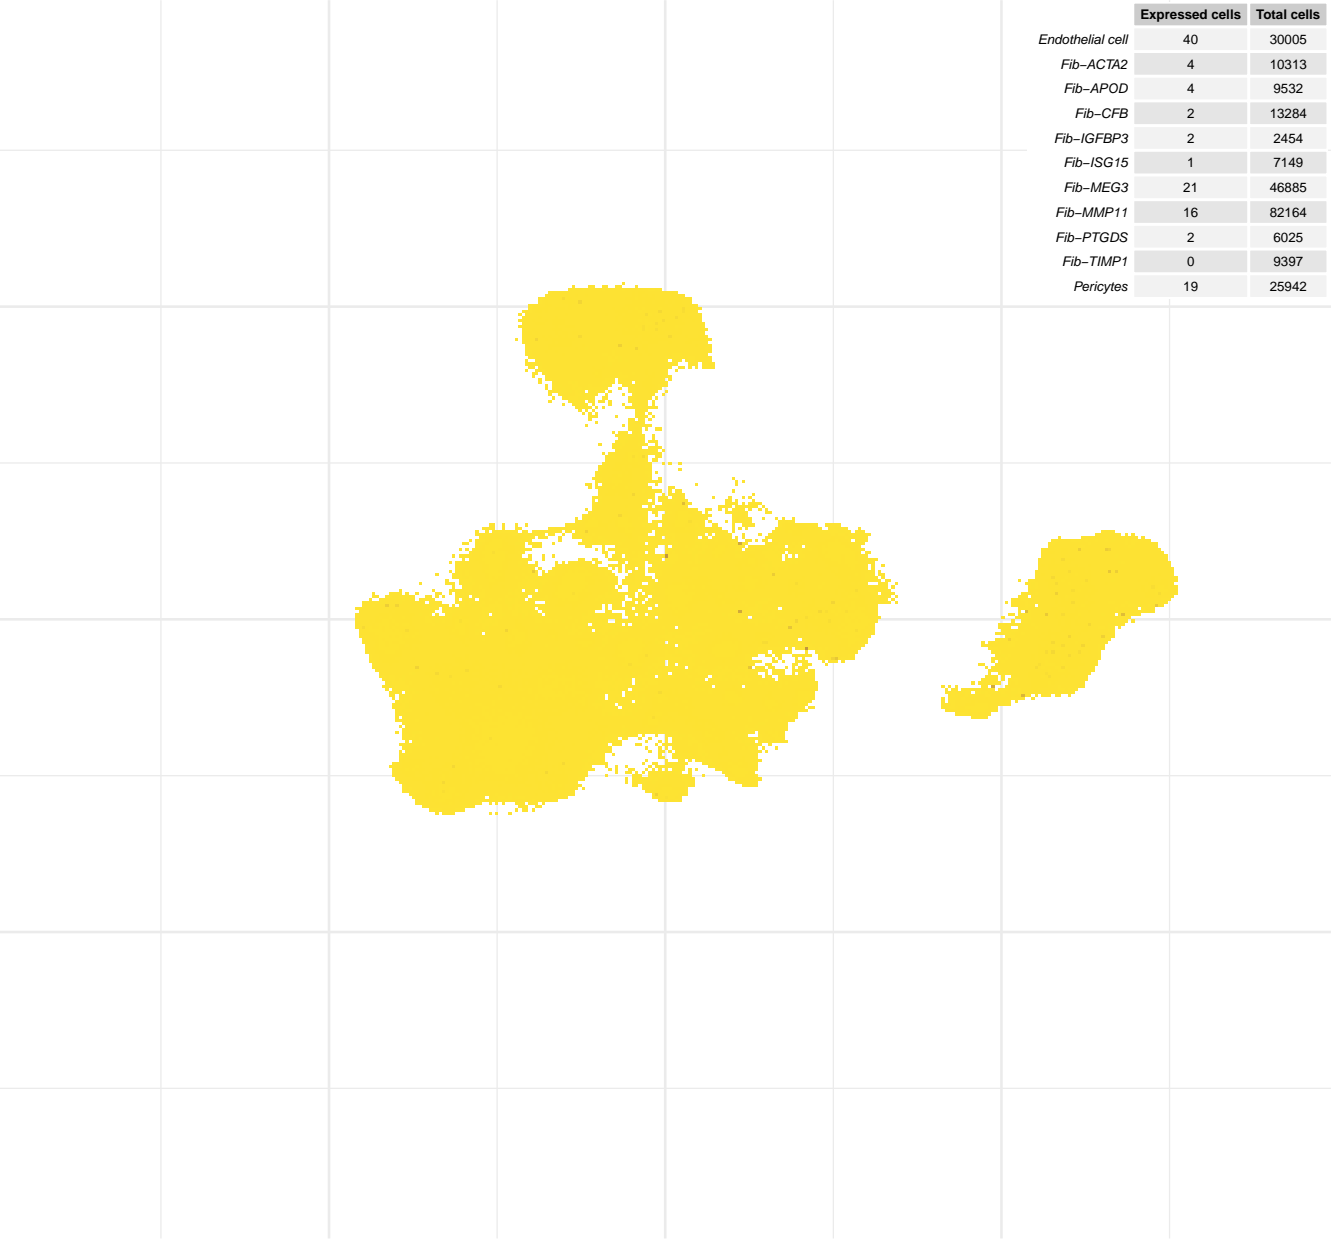 Expressed cells Total cells
Endothelial cell 40 30005
Fib−ACTA2 4 10313
Fib−APOD 4 9532
Fib−CFB 2 13284
Fib−IGFBP3 2 2454
Fib−ISG15 1 7149
Fib−MEG3 21 46885
Fib−MMP11 16 82164
Fib−PTGDS 2 6025
Fib−TIMP1 0 9397
Pericytes 19 25942